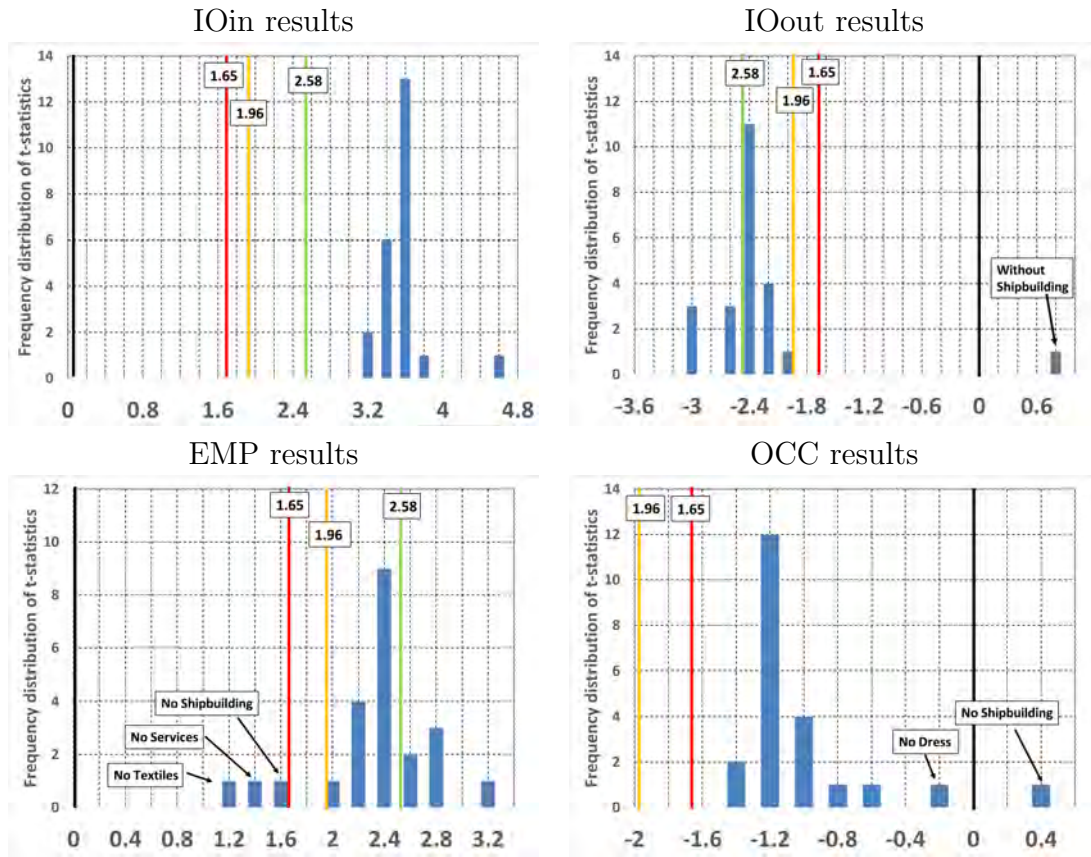 IOin results
Frequency distribution of t-statistics
14
12
10
8
6
4
2
0
1.65
1.96
2.58
0 0.8 1.6 2.4 3.2 4 4.8
IOout results
Frequency distribution of t-statistics
14
12
10
8
6
4
2
0
2.58
1.96
1.65
Without
Shipbuilding
-3.6 -3 -2.4 -1.8 -1.2 -0.6 0 0.6
EMP results
Frequency distribution of t-statistics
12
10
8
6
4
2
0
1.65
1.96
2.58
No Shipbuilding
No Services
No Textiles
0 0.4 0.8 1.2 1.6 2 2.4 2.8 3.2
OCC results
Frequency distribution of t-statistics
14
12
10
8
6
4
2
0
1.96
1.65
No Shipbuilding
No Dress
-2 -1.6 -1.2 -0.8 -0.4 0 0.4